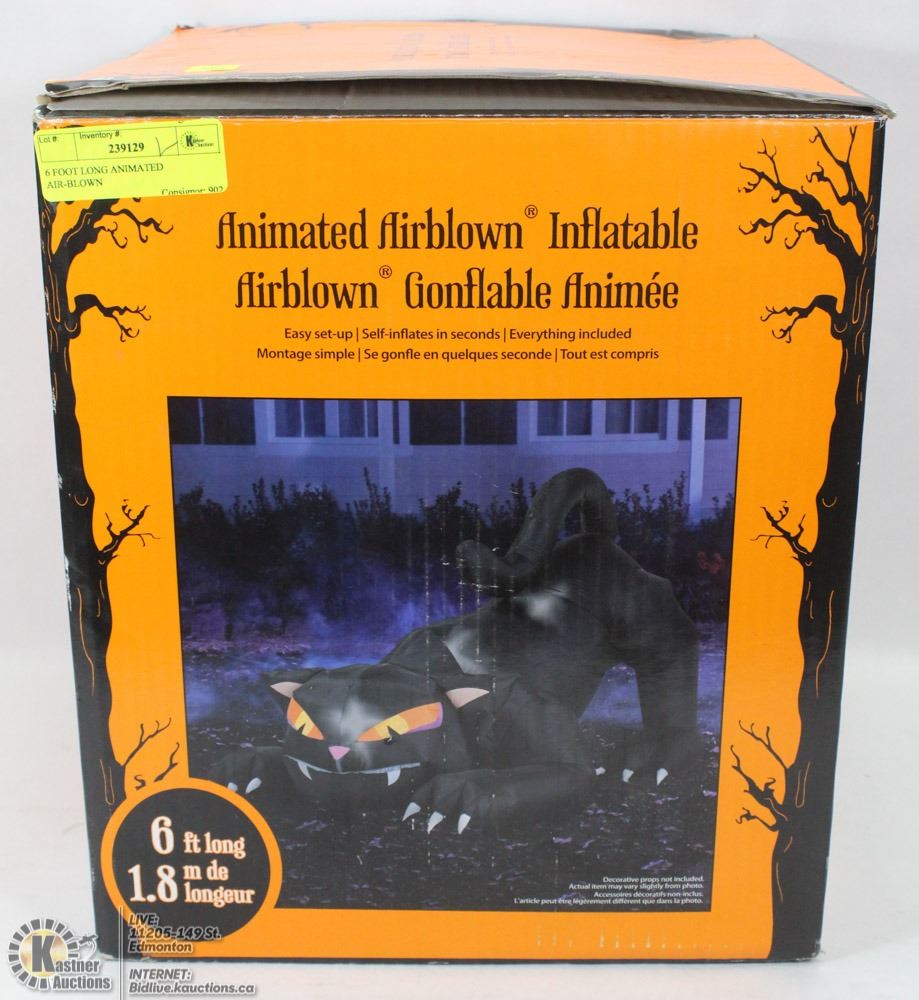 Lot #:
Inventory #:
239129
Kastner
Auctions
6 FOOT LONG ANIMATED
AIR-BLOWN
Consignor: 902
Animated Airblown® Inflatable
Airblown® Gonflable Animée
Easy set-up | Self-inflates in seconds | Everything included
Montage simple | Se gonfle en quelques seconde | Tout est compris
6 ft long
1.8 m de longeur
Decorative props not included.
Actual item may vary slightly from photo.
Accessoires décoratifs non-inclus.
L'article peut être légèrement différent que dans la photo.
Kastner
Auctions
LIVE:
11205-149 St.
Edmonton
INTERNET:
Bidlive.kauctions.ca